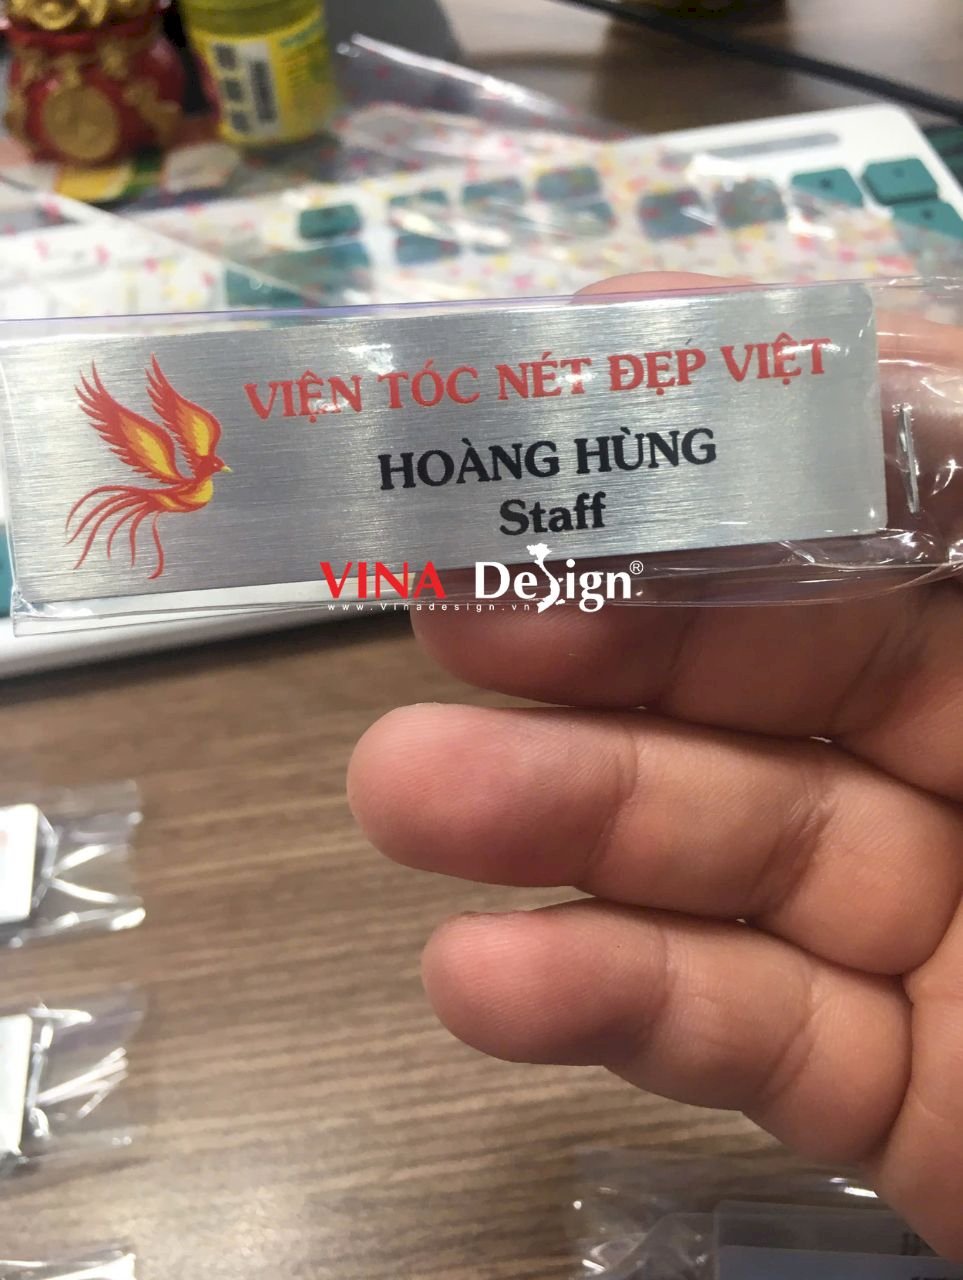 VIỆN TÓC NÉT ĐẸP VIỆT
HOÀNG HÙNG
Staff
VINA DeSign®
www.Vinadesign.vn